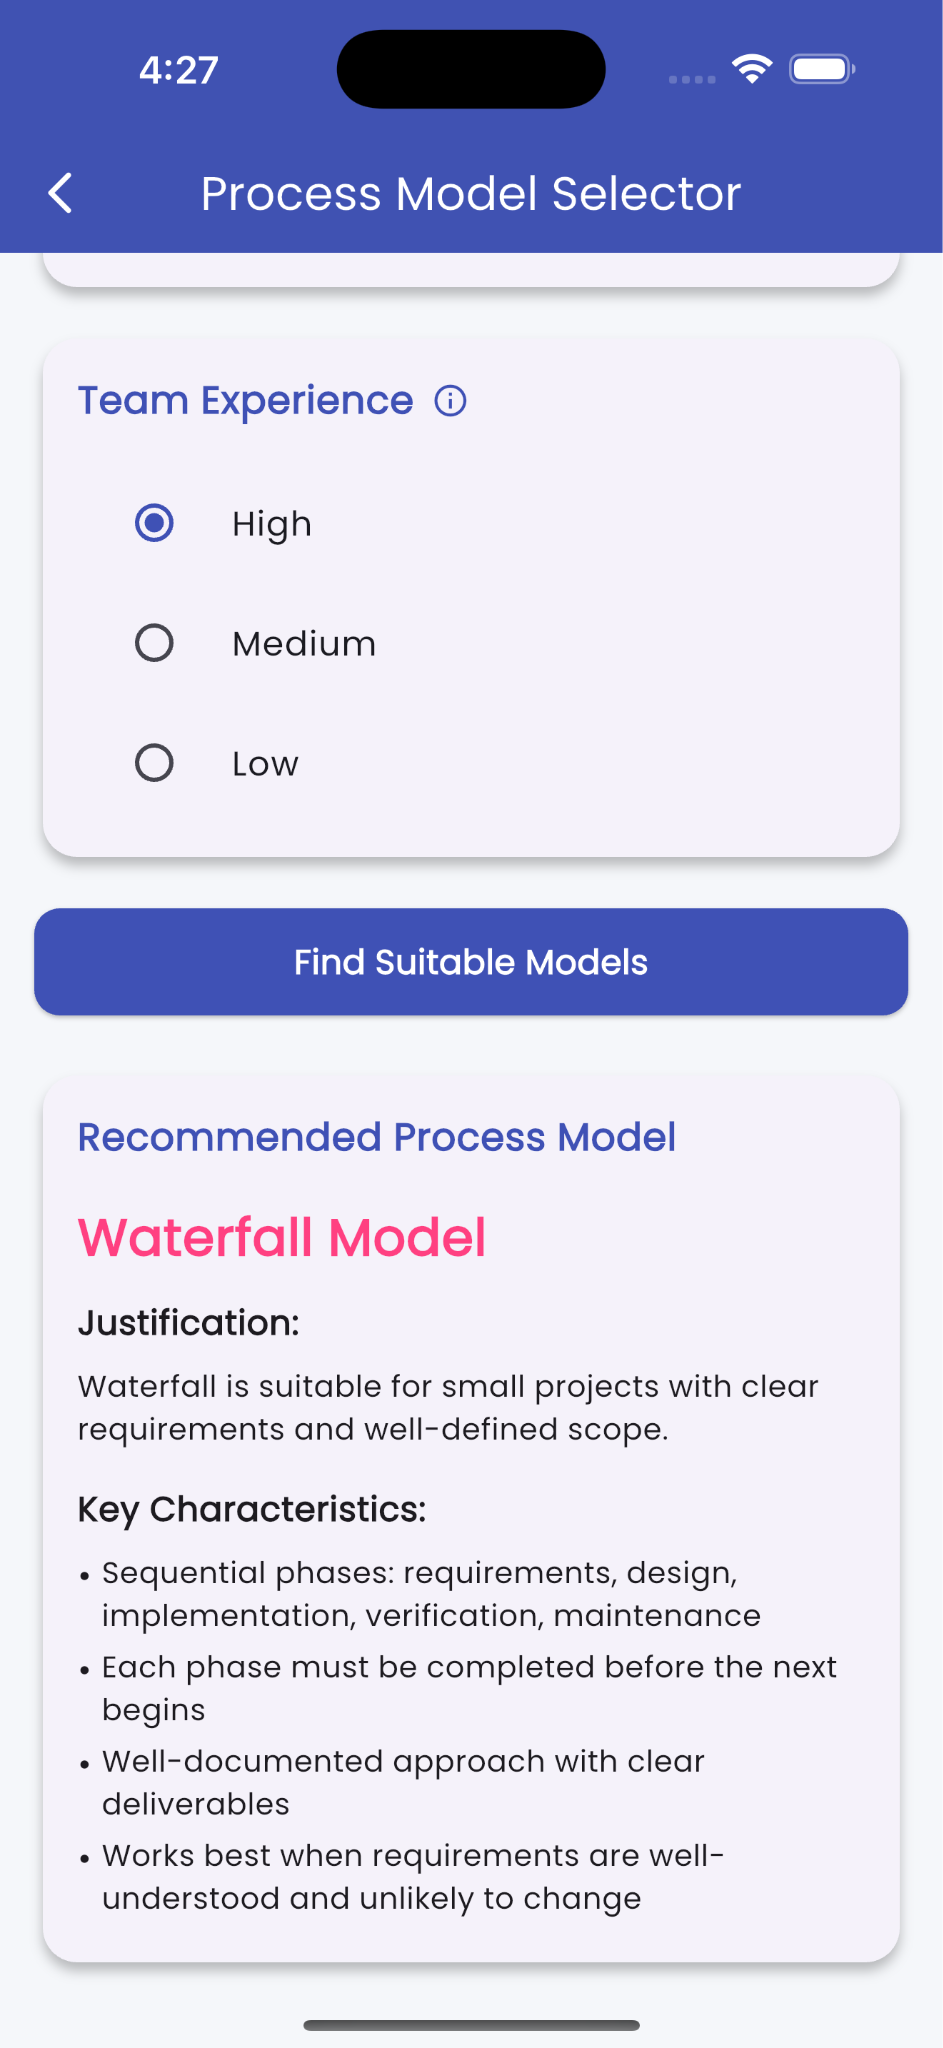 4:27
Process Model Selector
Team Experience
High
Medium
Low
Find Suitable Models
Recommended Process Model
Waterfall Model
Justification:
Waterfall is suitable for small projects with clear
requirements and well-defined scope.
Key Characteristics:
• Sequential phases: requirements, design,
implementation, verification, maintenance
• Each phase must be completed before the next
begins
• Well-documented approach with clear
deliverables
• Works best when requirements are well-
understood and unlikely to change